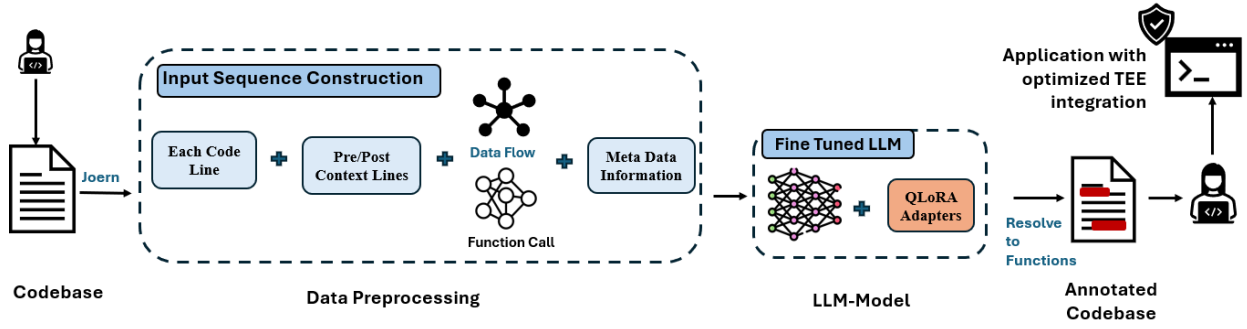 Joern
Codebase
Input Sequence Construction
Each Code
Line
Pre/Post
Context Lines
Data Flow
Function Call
Meta Data
Information
Data Preprocessing
Fine Tuned LLM
QLoRA
Adapters
LLM-Model
Resolve
to
Functions
Annotated
Codebase
Application with
optimized TEE
integration